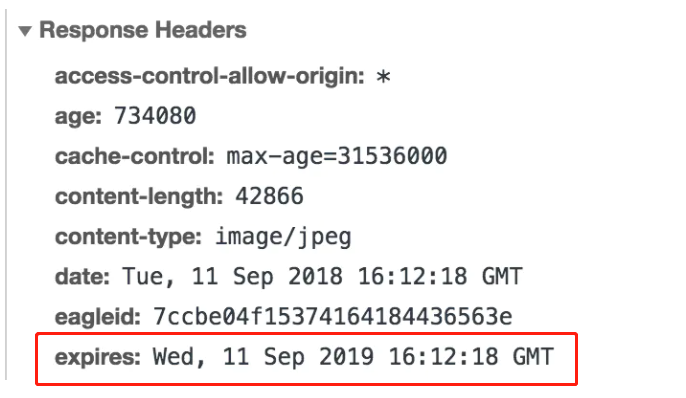 Response Headers
access-control-allow-origin: *
age: 734080
cache-control: max-age=31536000
content-length: 42866
content-type: image/jpeg
date: Tue, 11 Sep 2018 16:12:18 GMT
eagleid: 7ccbe04f15374164184436563e
expires: Wed, 11 Sep 2019 16:12:18 GMT